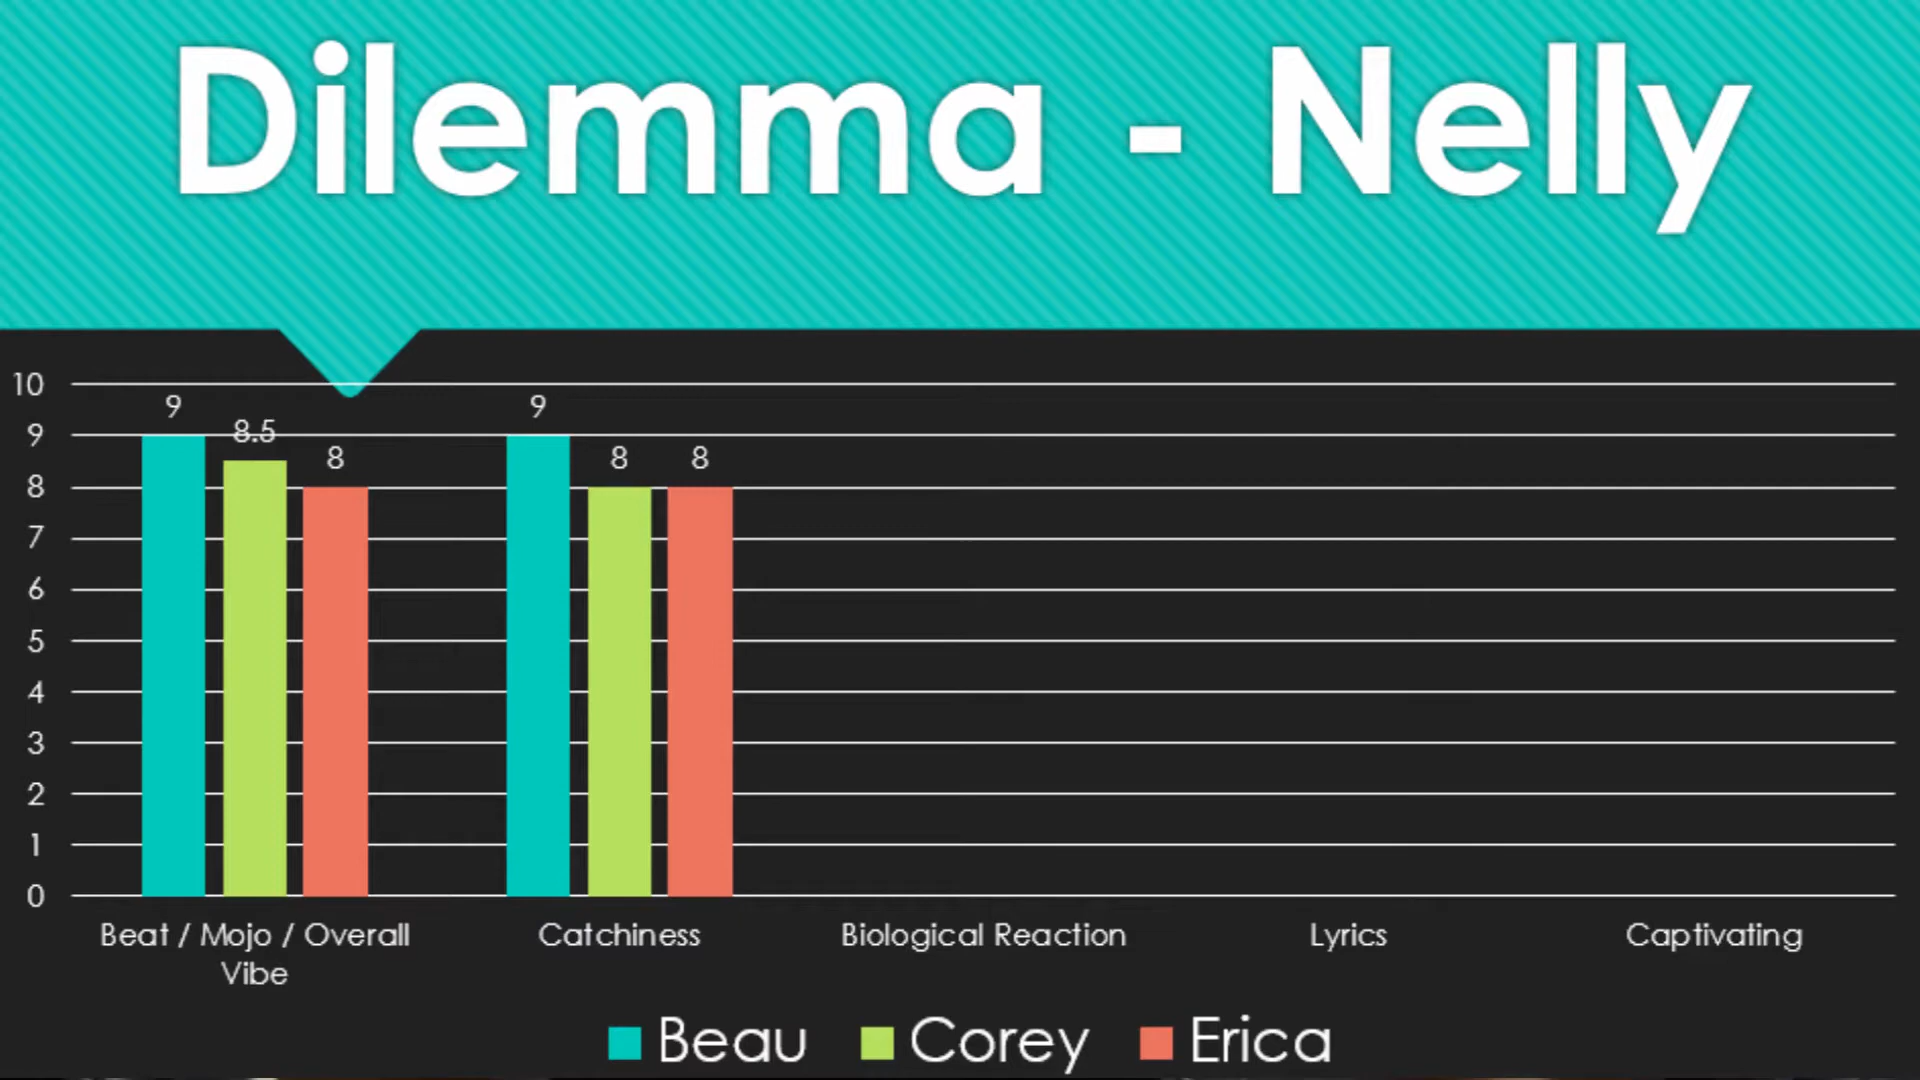 Dilemma - Nelly
10
9
8
7
6
5
4
3
2
1
0
9
8.5
8
9
8
8
Beat / Mojo / Overall
Vibe
Catchiness
Biological Reaction
Lyrics
Captivating
Beau
Corey
Erica